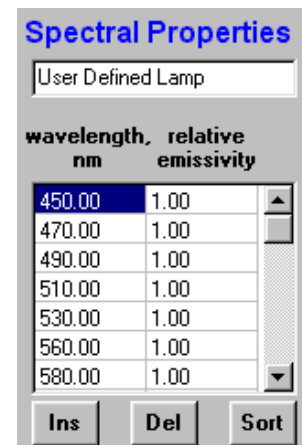 Spectral Properties
User Defined Lamp
wavelength, relative
nm emissivity
450.00 1.00
470.00 1.00
490.00 1.00
510.00 1.00
530.00 1.00
560.00 1.00
580.00 1.00
Ins Del Sort